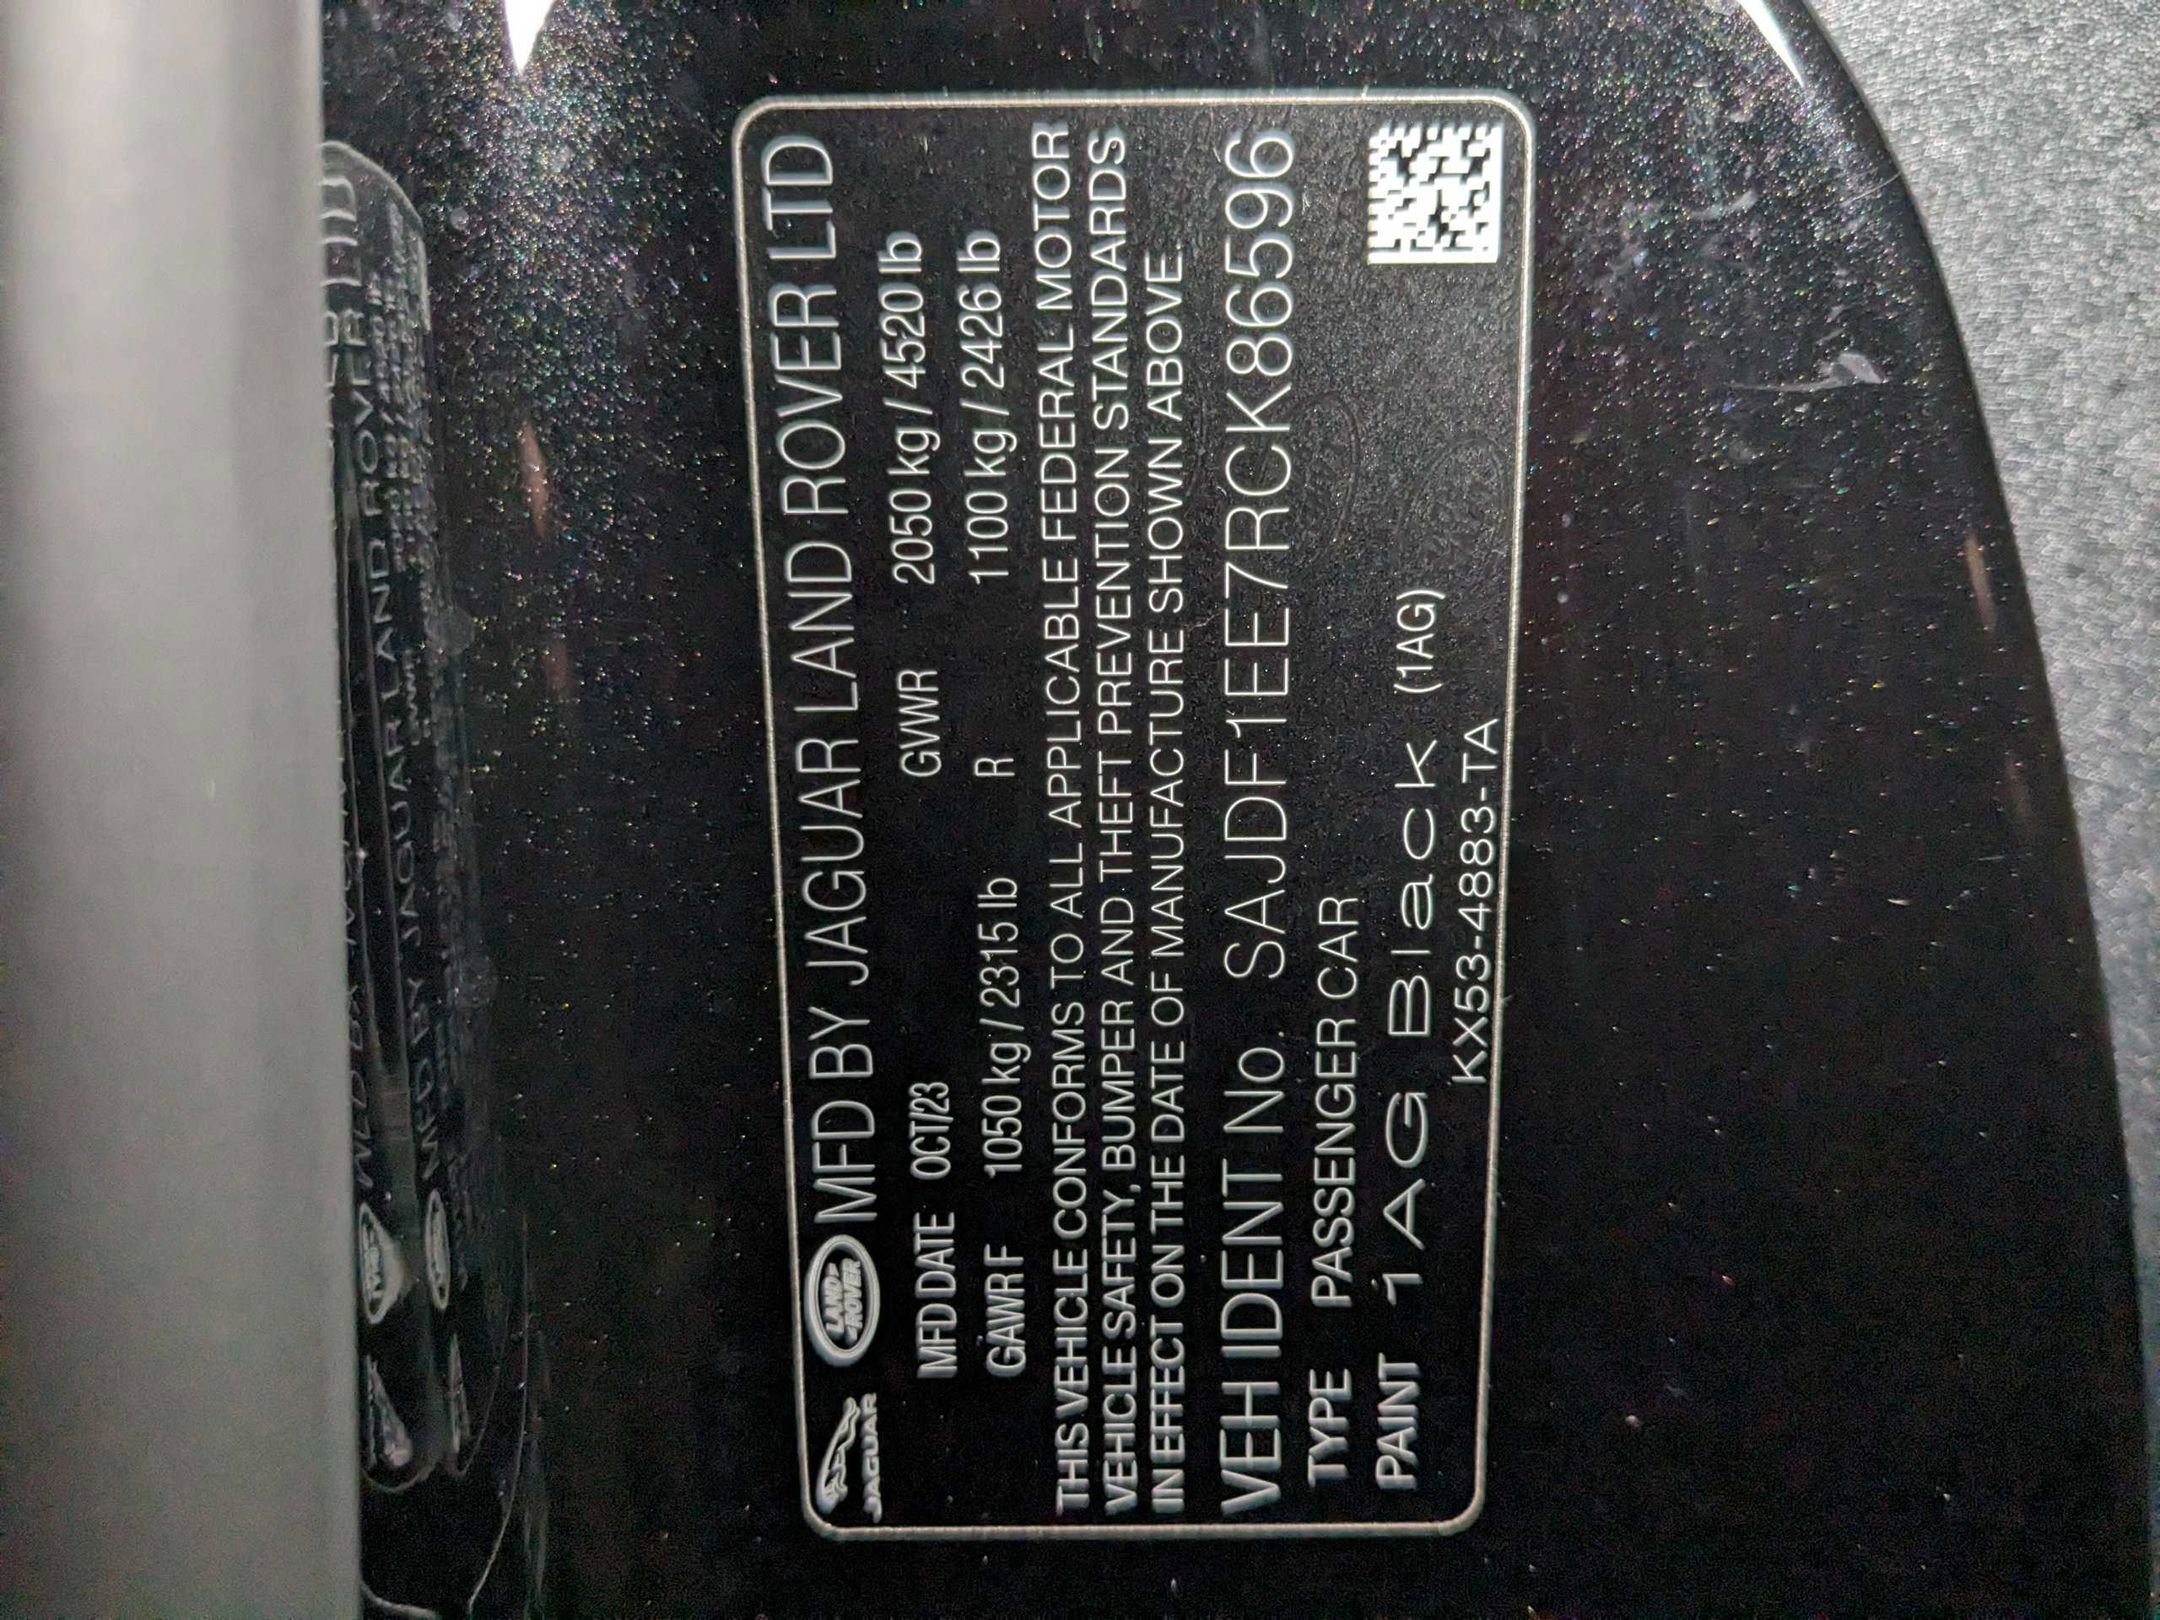 JAGUAR LAND ROVER MFD BY JAGUAR LAND ROVER LTD
MFD DATE OCT/23 GVWR 2050 kg / 4520 lb
GAWR F 1050 kg / 2315 lb R 1100 kg / 2426 lb
THIS VEHICLE CONFORMS TO ALL APPLICABLE FEDERAL MOTOR
VEHICLE SAFETY, BUMPER AND THEFT PREVENTION STANDARDS
IN EFFECT ON THE DATE OF MANUFACTURE SHOWN ABOVE.
VEH IDENT No. SAJDF1EE7RCK86596
TYPE PASSENGER CAR
PAINT 1AG Black (1AG)
KX53-4883-TA